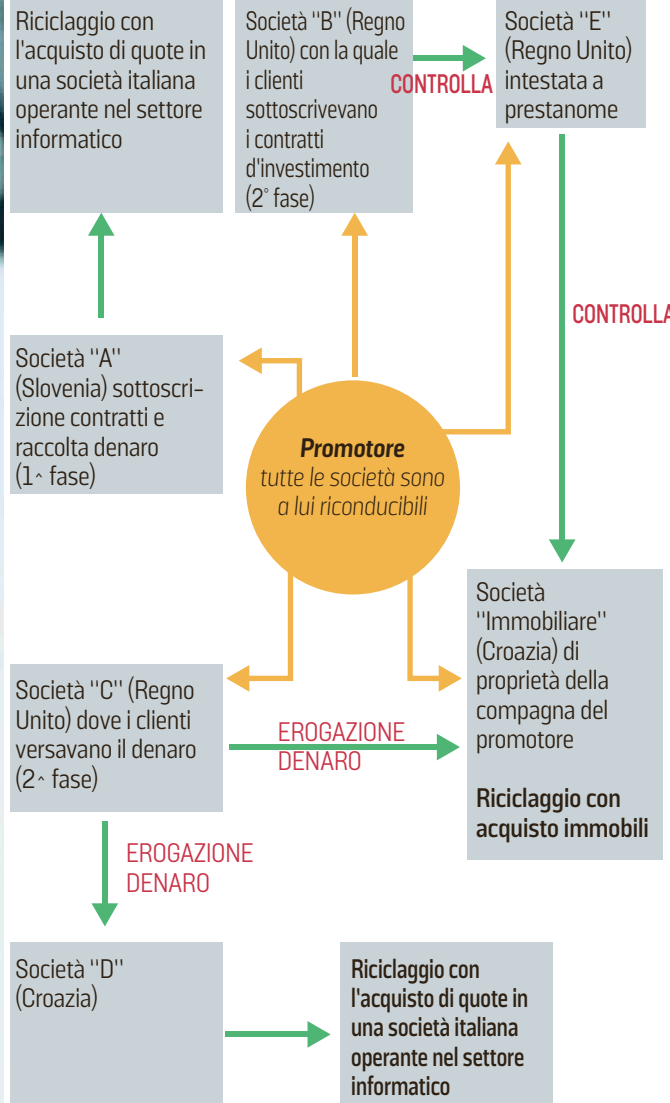 Riciclaggio con
l'acquisto di quote in
una società italiana
operante nel settore
informatico
Società "B" (Regno
Unito) con la quale
i clienti
sottoscrivevano
i contratti
d'investimento
(2° fase)
CONTROLLA
Società "E"
(Regno Unito)
intestata a
prestanome
CONTROLLA
Società "A"
(Slovenia) sottoscri-
zione contratti e
raccolta denaro
(1^ fase)
Promotore
tutte le società sono
a lui riconducibili
Società "C" (Regno
Unito) dove i clienti
versavano il denaro
(2^ fase)
EROGAZIONE
DENARO
Società
"Immobiliare"
(Croazia) di
proprietà della
compagna del
promotore
Riciclaggio con
acquisto immobili
EROGAZIONE
DENARO
Società "D"
(Croazia)
Riciclaggio con
l'acquisto di quote in
una società italiana
operante nel settore
informatico